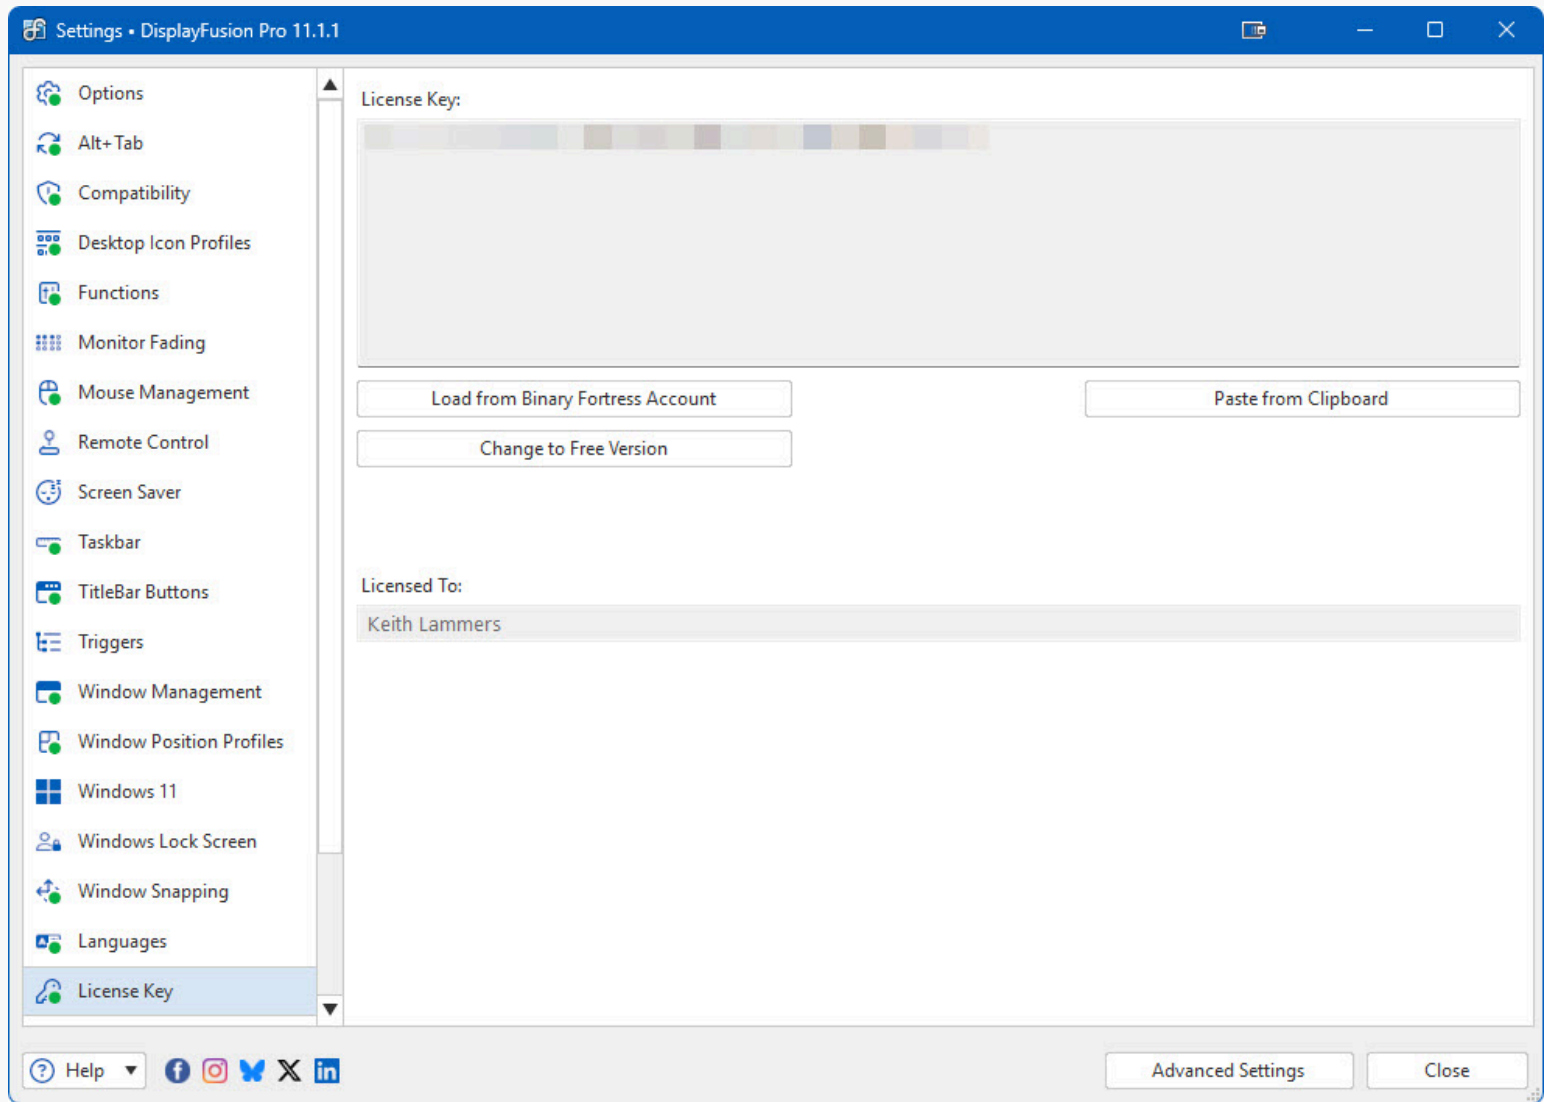 Settings • DisplayFusion Pro 11.1.1
Options
Alt+Tab
Compatibility
Desktop Icon Profiles
Functions
Monitor Fading
Mouse Management
Remote Control
Screen Saver
Taskbar
TitleBar Buttons
Triggers
Window Management
Window Position Profiles
Windows 11
Windows Lock Screen
Window Snapping
Languages
License Key
License Key:
Load from Binary Fortress Account
Paste from Clipboard
Change to Free Version
Licensed To:
Keith Lammers
Help
Advanced Settings
Close